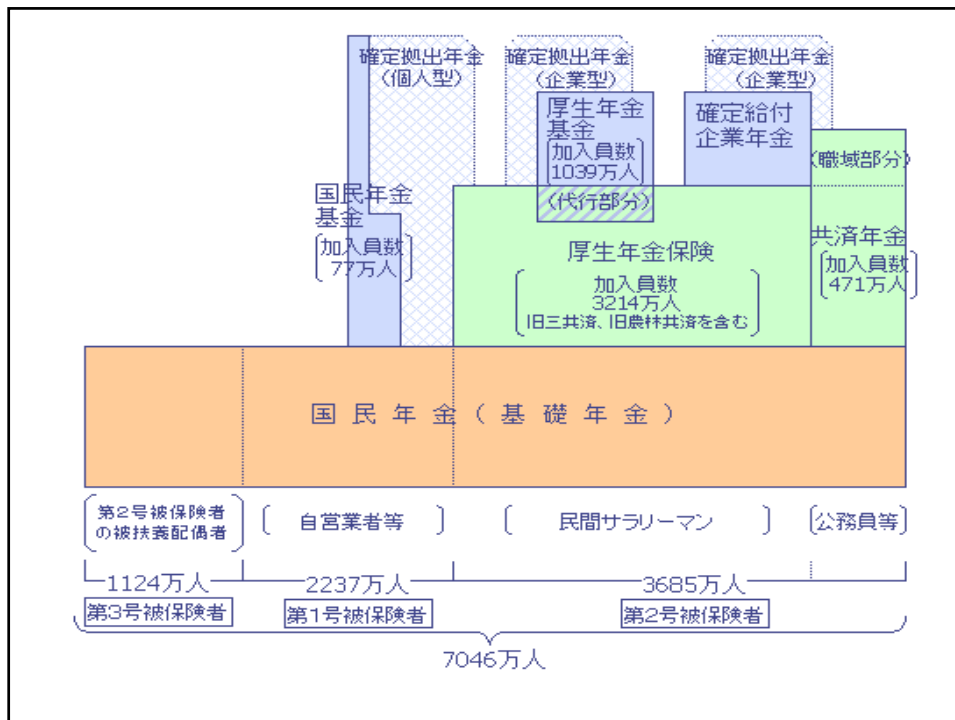 確定拠出年金
(個人型)
確定拠出年金
(企業型)
確定拠出年金
(企業型)
厚生年金
基金
加入員数
1039万人
(代行部分)
確定給付
企業年金
(職域部分)
国民年金
基金
加入員数
77万人
厚生年金保険
加入員数
3214万人
旧三共済、旧農林共済を含む
共済年金
加入員数
471万人
国民年金(基礎年金)
第2号被保険者
の被扶養配偶者
自営業者等
民間サラリーマン
公務員等
1124万人
2237万人
3685万人
第3号被保険者
第1号被保険者
第2号被保険者
7046万人